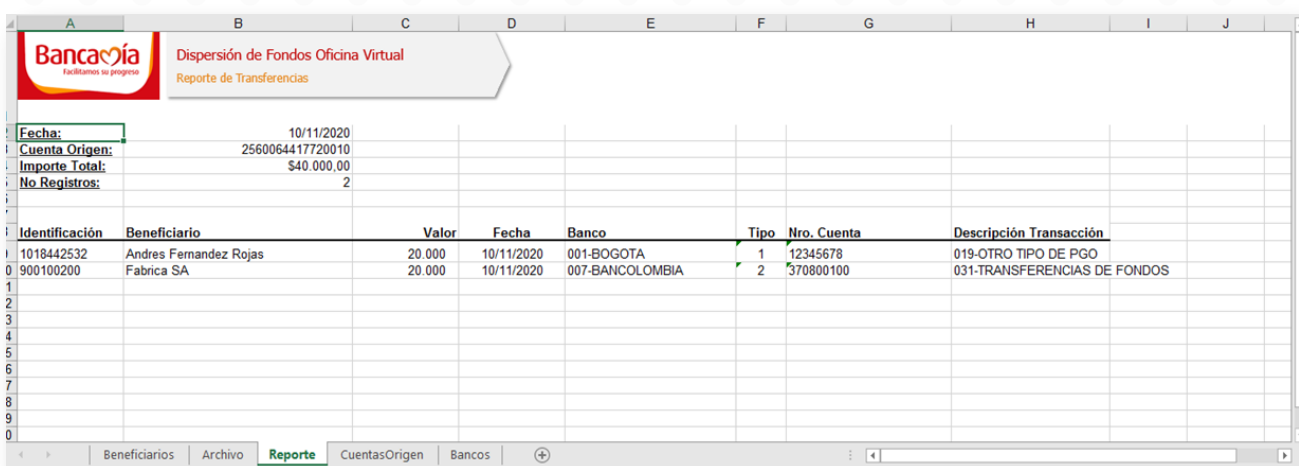 A B C D E F G H I J
Bancamía
Facilitamos su progreso
Dispersión de Fondos Oficina Virtual
Reporte de Transferencias
Fecha: 10/11/2020
Cuenta Origen: 2560064417720010
Importe Total: $40.000,00
No Registros: 2
Identificación Beneficiario Valor Fecha Banco Tipo Nro. Cuenta Descripción Transacción
1018442532 Andres Fernandez Rojas 20.000 10/11/2020 001-BOGOTA 1 12345678 019-OTRO TIPO DE PGO
900100200 Fabrica SA 20.000 10/11/2020 007-BANCOLOMBIA 2 370800100 031-TRANSFERENCIAS DE FONDOS
Beneficiarios Archivo Reporte CuentasOrigen Bancos